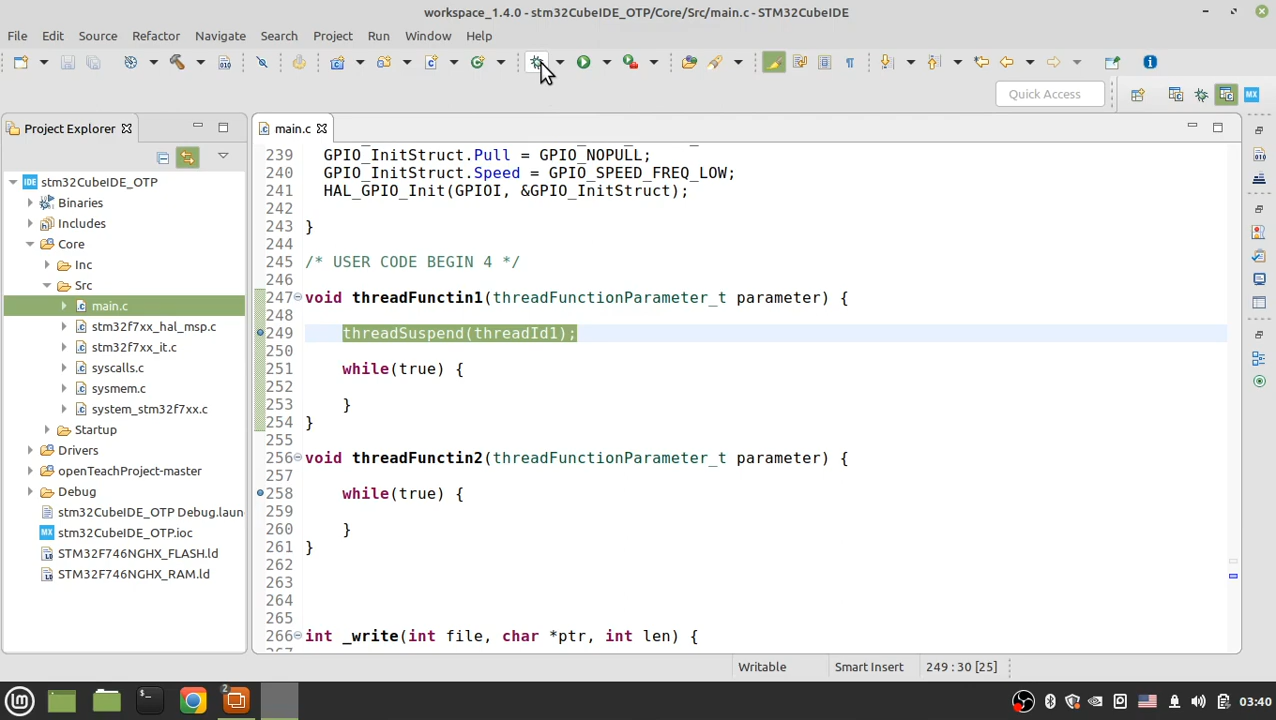 workspace_1.4.0 - stm32CubeIDE_OTP/Core/Src/main.c - STM32CubeIDE
File Edit Source Refactor Navigate Search Project Run Window Help
Quick Access
Project Explorer
main.c
stm32CubeIDE_OTP
Binaries
Includes
Core
Inc
Src
main.c
stm32f7xx_hal_msp.c
stm32f7xx_it.c
syscalls.c
sysmem.c
system_stm32f7xx.c
Startup
Drivers
openTeachProject-master
Debug
stm32CubeIDE_OTP Debug.laun
stm32CubeIDE_OTP.ioc
STM32F746NGHX_FLASH.ld
STM32F746NGHX_RAM.ld
239 GPIO_InitStruct.Pull = GPIO_NOPULL;
240 GPIO_InitStruct.Speed = GPIO_SPEED_FREQ_LOW;
241 HAL_GPIO_Init(GPIOI, &GPIO_InitStruct);
242
243 }
244
245 /* USER CODE BEGIN 4 */
246
247 void threadFunctin1(threadFunctionParameter_t parameter) {
248
249 threadSuspend(threadId1);
250
251 while(true) {
252
253 }
254 }
255
256 void threadFunctin2(threadFunctionParameter_t parameter) {
257
258 while(true) {
259
260 }
261 }
262
263
264
265
266 int _write(int file, char *ptr, int len) {
Writable Smart Insert 249 : 30 [25]
2
03:40